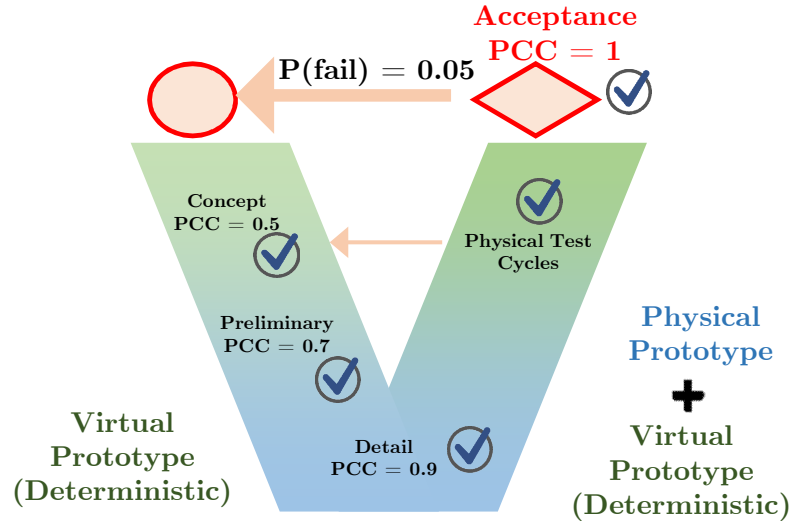 Acceptance
PCC = 1
P(fail) = 0.05
Concept
PCC = 0.5
Physical Test
Cycles
Preliminary
PCC = 0.7
Physical
Prototype
Virtual
Prototype
(Deterministic)
Detail
PCC = 0.9
Virtual
Prototype
(Deterministic)